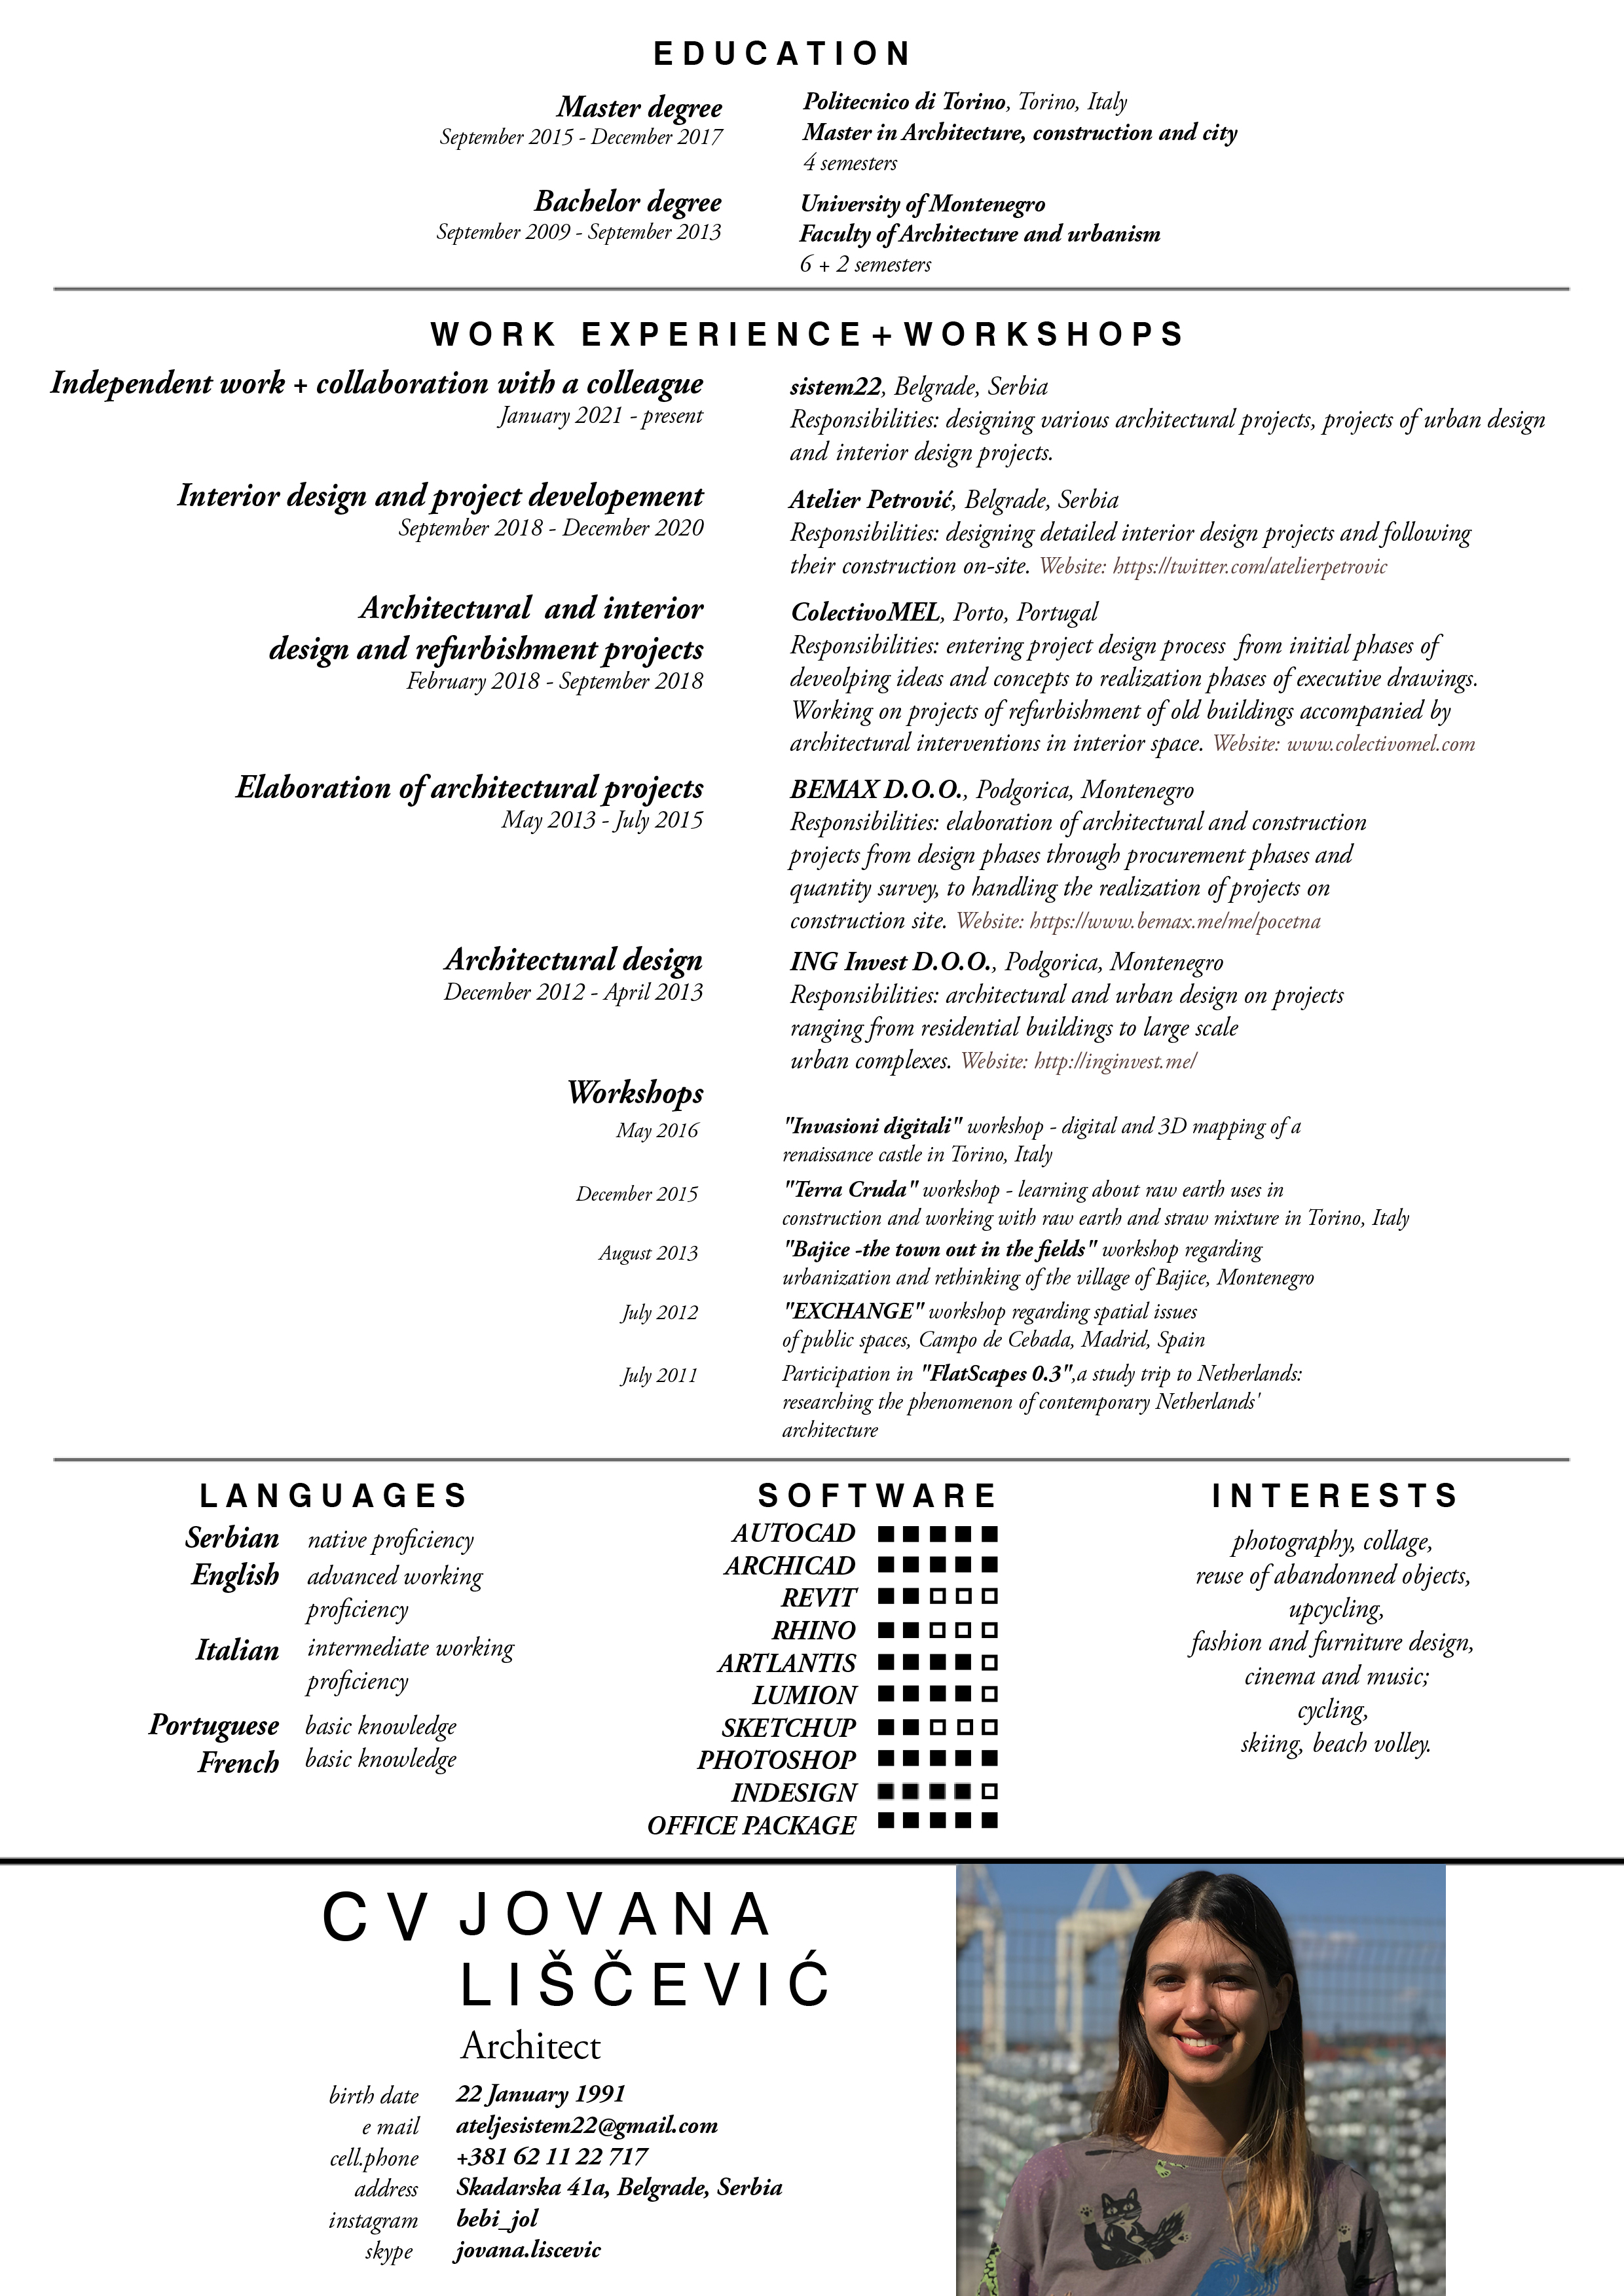 EDUCATION
Master degree
September 2015 - December 2017
Politecnico di Torino, Torino, Italy
Master in Architecture, construction and city
4 semesters
Bachelor degree
September 2009 - September 2013
University of Montenegro
Faculty of Architecture and urbanism
6 + 2 semesters
WORK EXPERIENCE+WORKSHOPS
Independent work + collaboration with a colleague
January 2021 - present
sistem22, Belgrade, Serbia
Responsibilities: designing various architectural projects, projects of urban design
and interior design projects.
Interior design and project developement
September 2018 - December 2020
Atelier Petrović, Belgrade, Serbia
Responsibilities: designing detailed interior design projects and following
their construction on-site. Website: https://twitter.com/atelierpetrovic
Architectural and interior
design and refurbishment projects
February 2018 - September 2018
ColectivoMEL, Porto, Portugal
Responsibilities: entering project design process from initial phases of
deveolping ideas and concepts to realization phases of executive drawings.
Working on projects of refurbishment of old buildings accompanied by
architectural interventions in interior space. Website: www.colectivomel.com
Elaboration of architectural projects
May 2013 - July 2015
BEMAX D.O.O., Podgorica, Montenegro
Responsibilities: elaboration of architectural and construction
projects from design phases through procurement phases and
quantity survey, to handling the realization of projects on
construction site. Website: https://www.bemax.me/me/pocetna
Architectural design
December 2012 - April 2013
ING Invest D.O.O., Podgorica, Montenegro
Responsibilities: architectural and urban design on projects
ranging from residential buildings to large scale
urban complexes. Website: http://inginvest.me/
Workshops
May 2016
"Invasioni digitali" workshop - digital and 3D mapping of a
renaissance castle in Torino, Italy
December 2015
"Terra Cruda" workshop - learning about raw earth uses in
construction and working with raw earth and straw mixture in Torino, Italy
August 2013
"Bajice -the town out in the fields" workshop regarding
urbanization and rethinking of the village of Bajice, Montenegro
July 2012
"EXCHANGE" workshop regarding spatial issues
of public spaces, Campo de Cebada, Madrid, Spain
July 2011
Participation in "FlatScapes 0.3",a study trip to Netherlands:
researching the phenomenon of contemporary Netherlands'
architecture
LANGUAGES
Serbian native proficiency
English advanced working
proficiency
Italian intermediate working
proficiency
Portuguese basic knowledge
French basic knowledge
SOFTWARE
AUTOCAD
ARCHICAD
REVIT
RHINO
ARTLANTIS
LUMION
SKETCHUP
PHOTOSHOP
INDESIGN
OFFICE PACKAGE
INTERESTS
photography, collage,
reuse of abandonned objects,
upcycling,
fashion and furniture design,
cinema and music;
cycling,
skiing, beach volley.
CV JOVANA
LIŠČEVIĆ
Architect
birth date 22 January 1991
e mail ateljesistem22@gmail.com
cell.phone +381 62 11 22 717
address Skadarska 41a, Belgrade, Serbia
instagram bebi_jol
skype jovana.liscevic